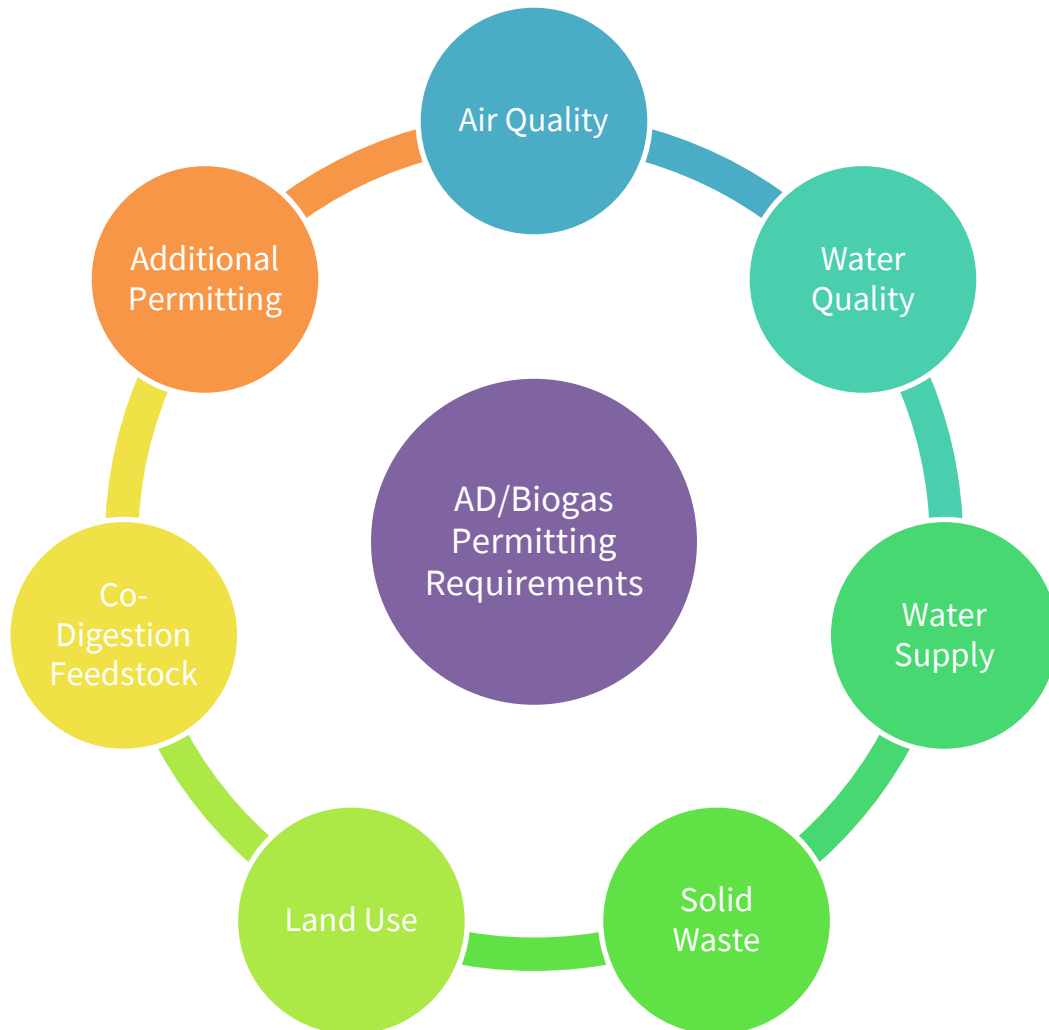 Air Quality
Water
Quality
Water
Supply
Solid
Waste
Land Use
Co-
Digestion
Feedstock
Additional
Permitting
AD/Biogas
Permitting
Requirements